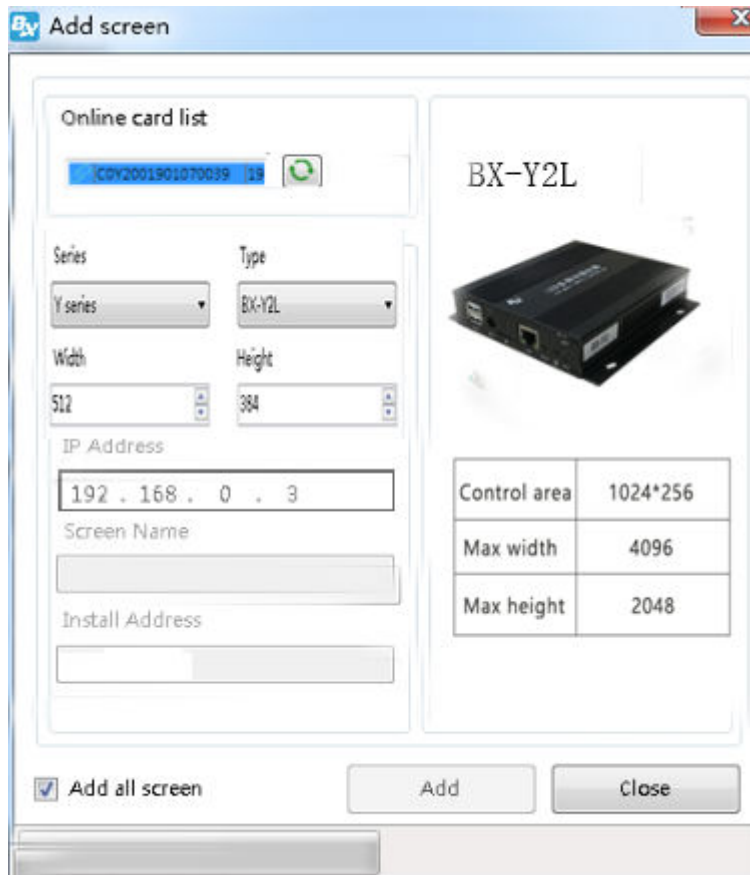 BX Add screen
Online card list
C0Y2001901070039 19
BX-Y2L
Series Type
Y series BX-Y2L
Width Height
512 384
IP Address
192 . 168 . 0 . 3
Screen Name
Install Address
Control area 1024*256
Max width 4096
Max height 2048
Add all screen Add Close